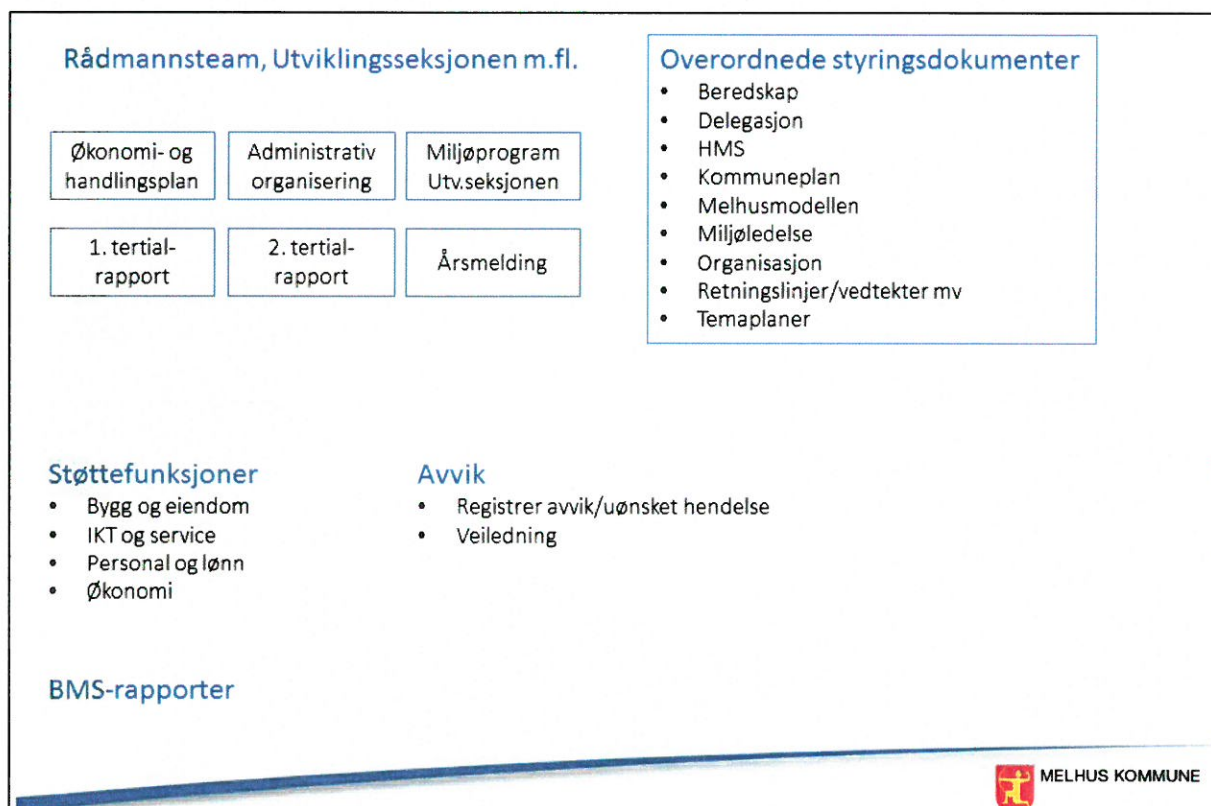 Rådmannsteam, Utviklingsseksjonen m.fl.
Økonomi- og
handlingsplan
Administrativ
organisering
Miljøprogram
Utv.seksjonen
1. tertial-
rapport
2. tertial-
rapport
Årsmelding
Overordnede styringsdokumenter
• Beredskap
• Delegasjon
• HMS
• Kommuneplan
• Melhusmodellen
• Miljøledelse
• Organisasjon
• Retningslinjer/vedtekter mv
• Temaplaner
Støttefunksjoner
• Bygg og eiendom
• IKT og service
• Personal og lønn
• Økonomi
Avvik
• Registrer avvik/uønsket hendelse
• Veiledning
BMS-rapporter
MELHUS KOMMUNE